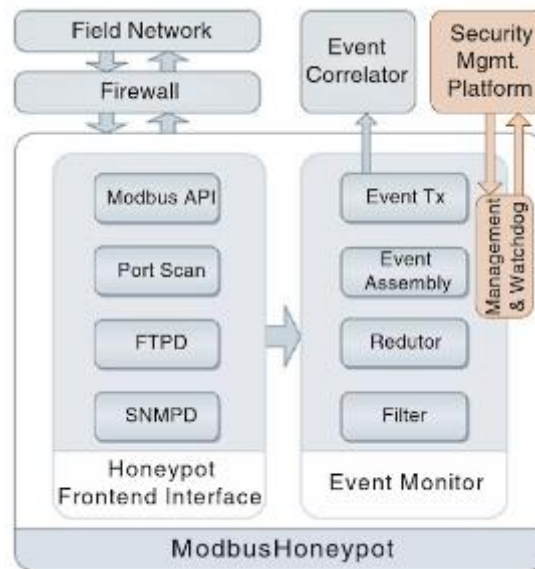 Field Network
Firewall
Event
Correlator
Security
Mgmt.
Platform
Modbus API
Port Scan
FTPD
SNMPD
Honeypot
Frontend Interface
Event Tx
Event
Assembly
Redutor
Filter
Event Monitor
Management
& Watchdog
ModbusHoneypot